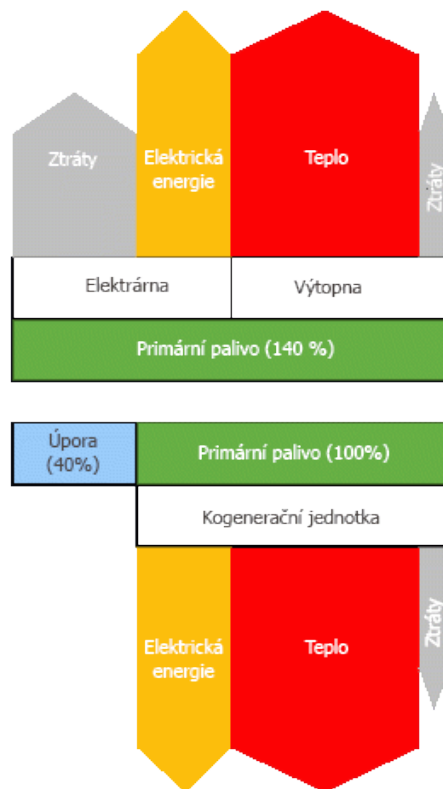 Ztráty
Elektrická
energie
Teplo
Ztráty
Elektrárna
Výtopna
Primární palivo (140 %)
Úpora
(40%)
Primární palivo (100%)
Kogenerační jednotka
Elektrická
energie
Teplo
Ztráty